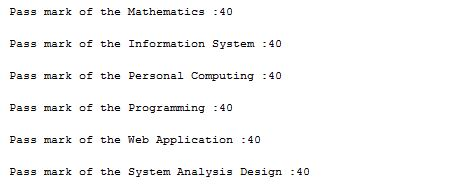 Pass mark of the Mathematics :40
Pass mark of the Information System :40
Pass mark of the Personal Computing :40
Pass mark of the Programming :40
Pass mark of the Web Application :40
Pass mark of the System Analysis Design :40